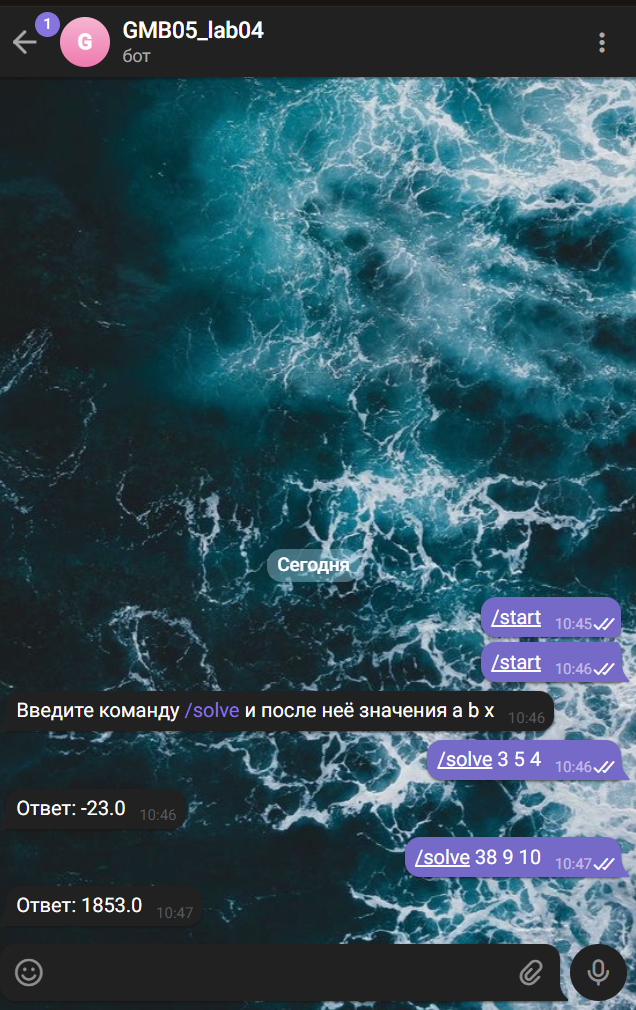 1
G
GMB05_lab04
бот
Сегодня
/start 10:45
/start 10:46
Введите команду /solve и после неё значения a b x 10:46
/solve 3 5 4 10:46
Ответ: -23.0 10:46
/solve 38 9 10 10:47
Ответ: 1853.0 10:47